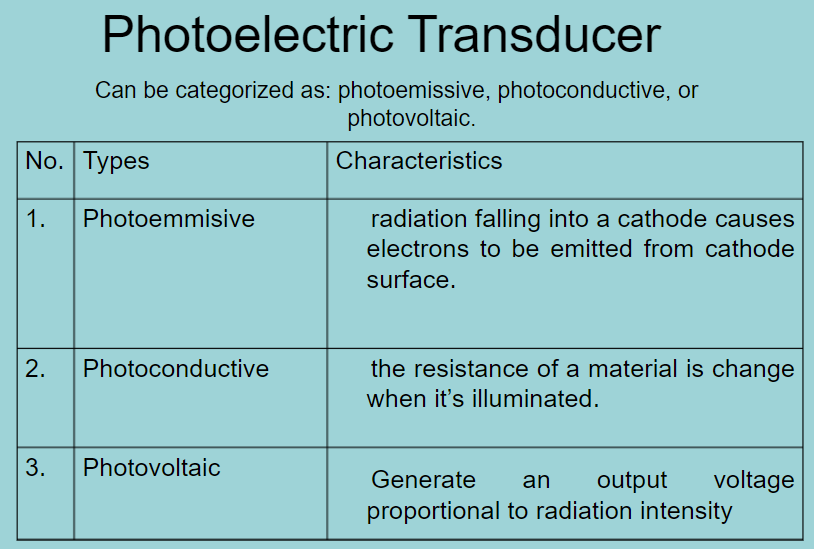 Photoelectric Transducer
Can be categorized as: photoemissive, photoconductive, or
photovoltaic.
No. Types Characteristics
1. Photoemmisive radiation falling into a cathode causes
electrons to be emitted from cathode
surface.
2. Photoconductive the resistance of a material is change
when it’s illuminated.
3. Photovoltaic
Generate an output voltage
proportional to radiation intensity